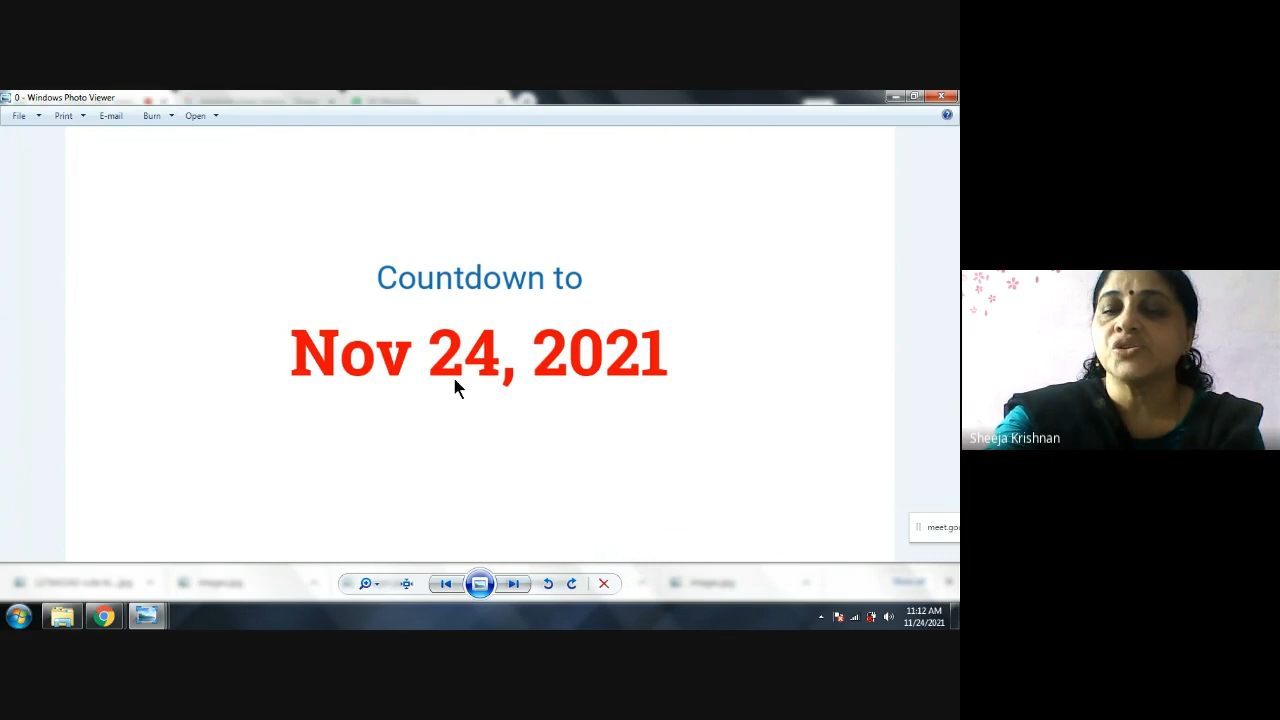 0 - Windows Photo Viewer
File Print E-mail Burn Open
Countdown to
Nov 24, 2021
Sheeja Krishnan
11:12 AM
11/24/2021